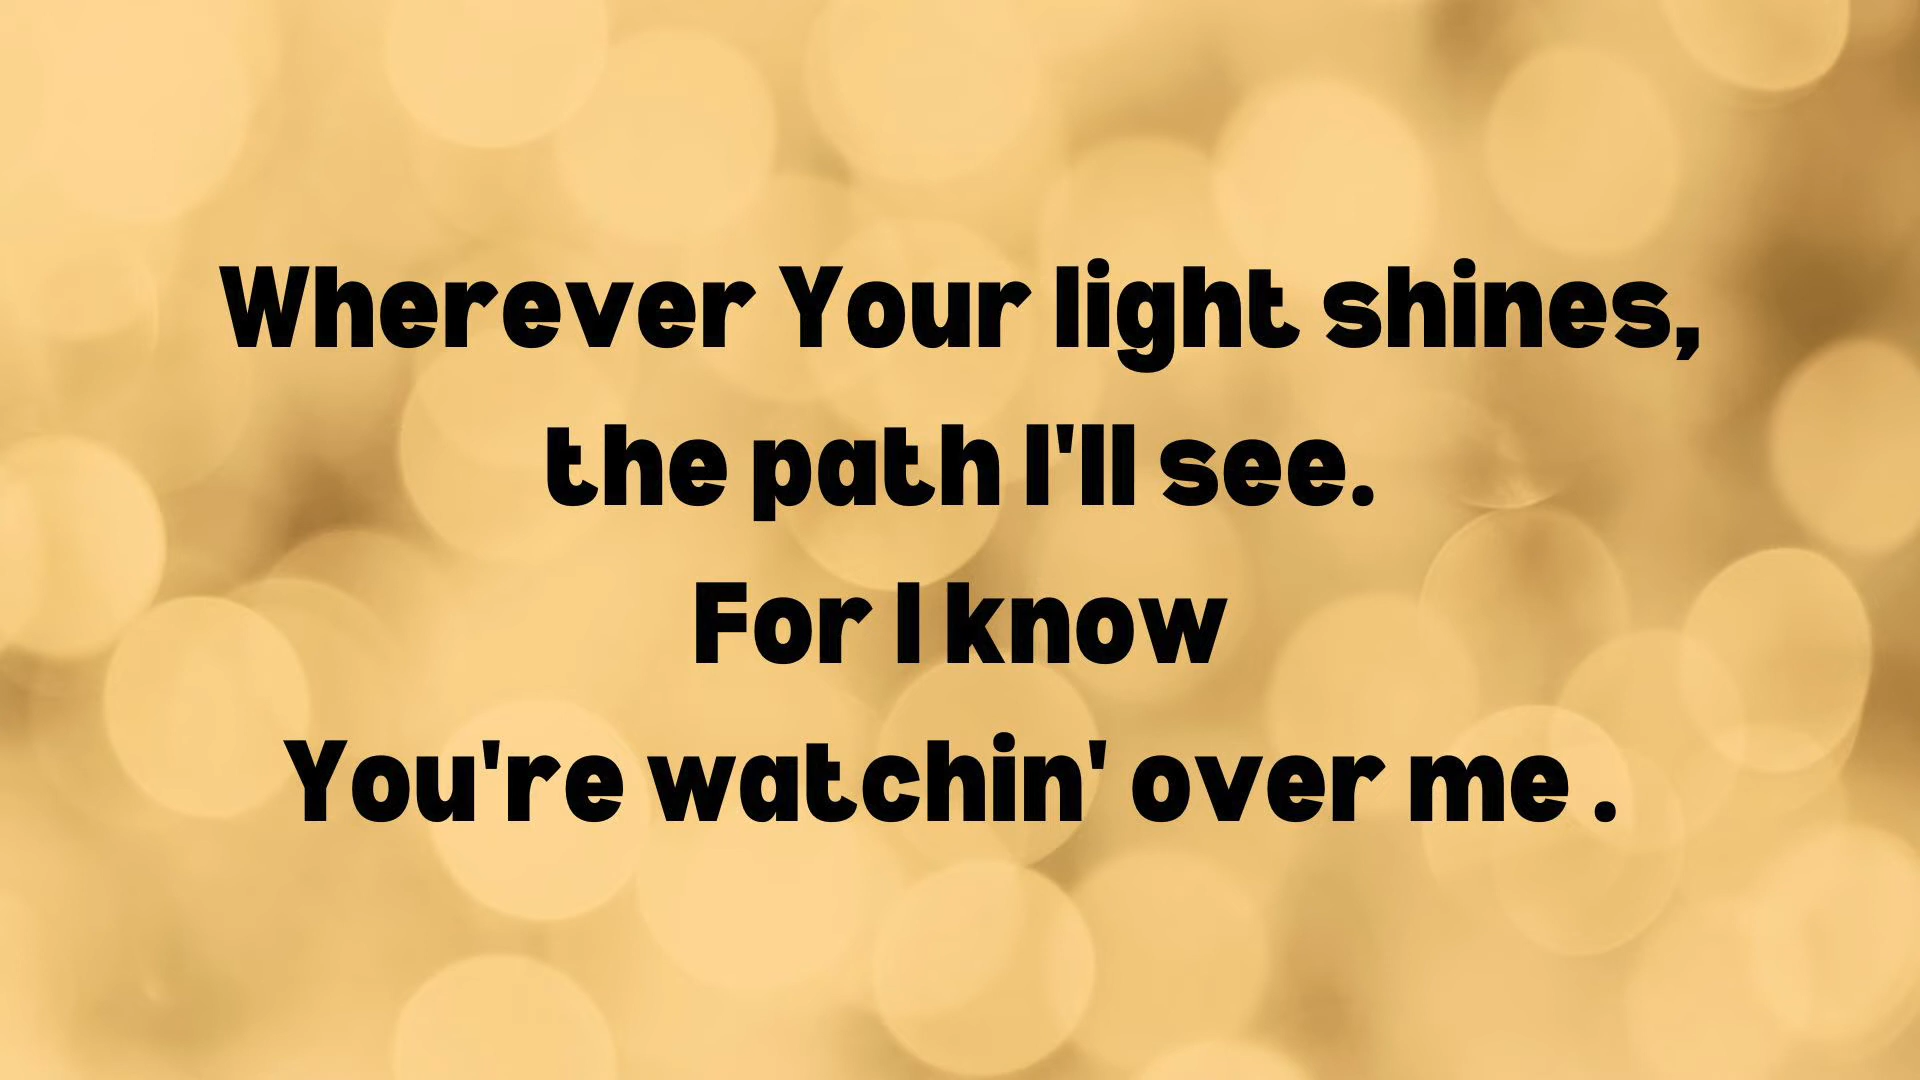 Wherever Your light shines,
the path I'll see.
For I know
You're watchin' over me .